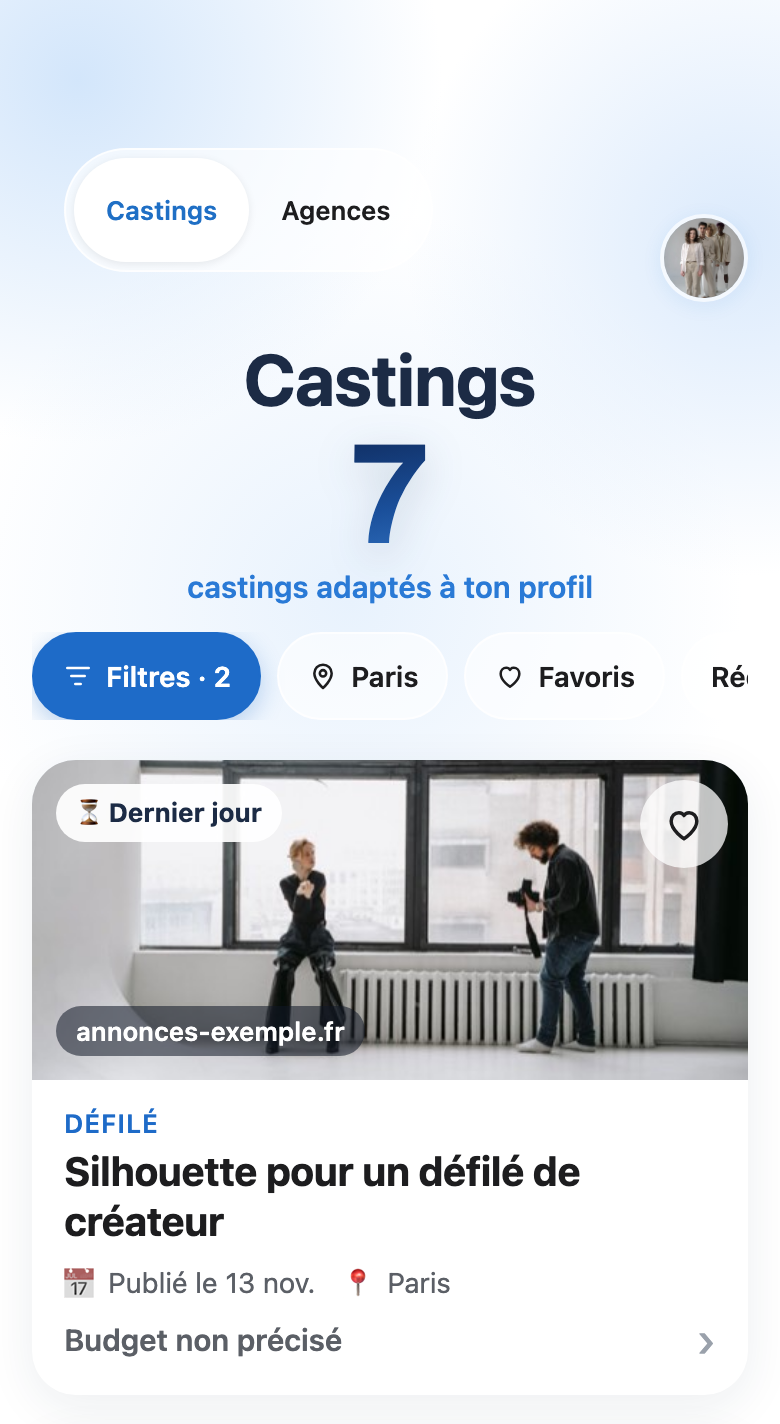 Castings
Agences
Castings
7
castings adaptés à ton profil
Filtres · 2
Paris
Favoris
⏳ Dernier jour
annonces-exemple.fr
DÉFILÉ
Silhouette pour un défilé de
créateur
📅 Publié le 13 nov. 📍 Paris
Budget non précisé ›